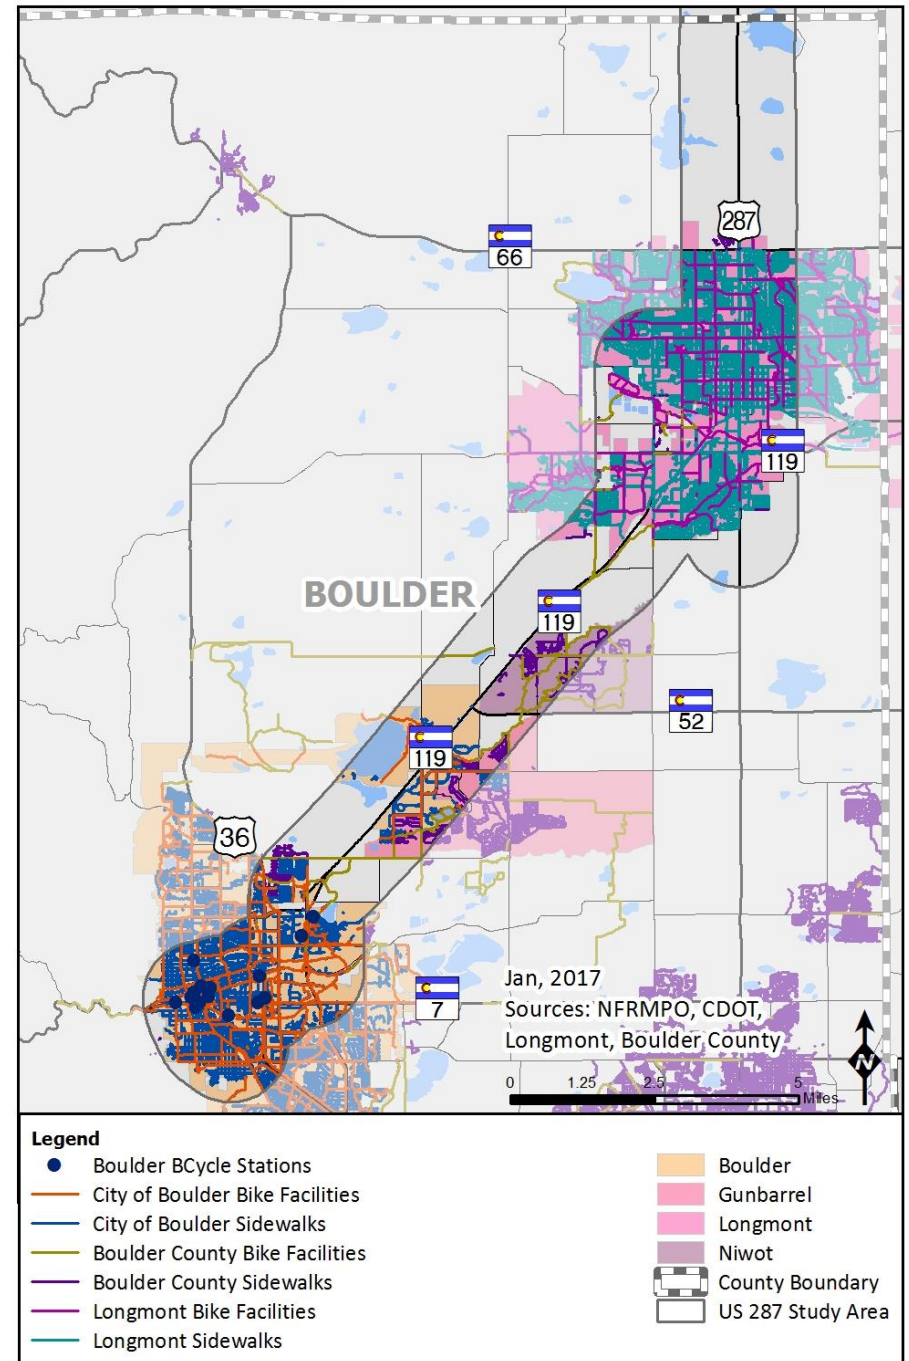 287
66
119
BOULDER
119
52
119
36
7
Jan, 2017
Sources: NFRMPO, CDOT,
Longmont, Boulder County
N
0 1.25 2.5 5
Miles
Legend
Boulder BCycle Stations
City of Boulder Bike Facilities
City of Boulder Sidewalks
Boulder County Bike Facilities
Boulder County Sidewalks
Longmont Bike Facilities
Longmont Sidewalks
Boulder
Gunbarrel
Longmont
Niwot
County Boundary
US 287 Study Area